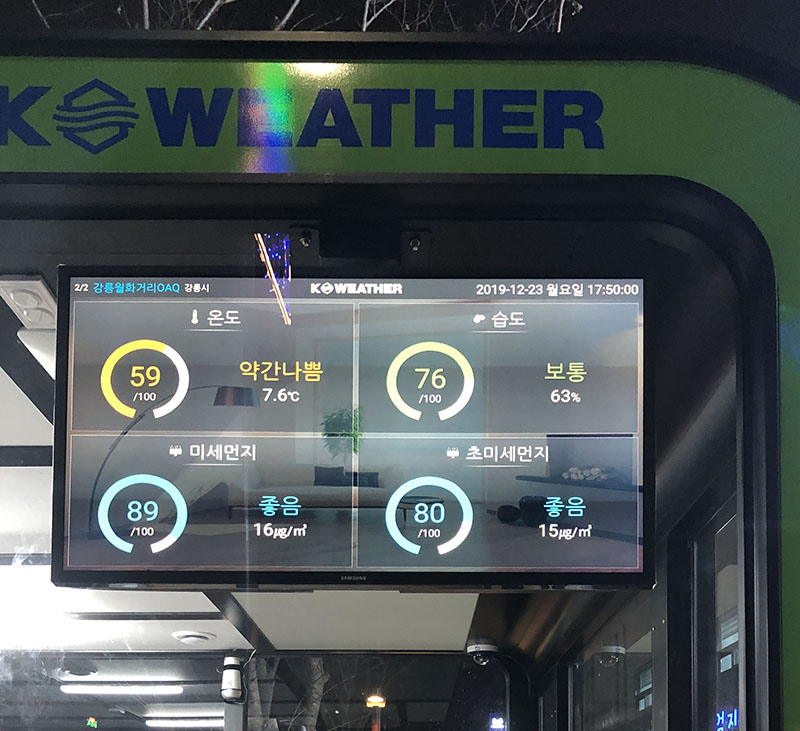 K WEATHER
2/2 강릉월화거리OAQ 강릉시 K WEATHER 2019-12-23 월요일 17:50:00
온도
59
/100
약간나쁨
7.6℃
습도
76
/100
보통
63%
미세먼지
89
/100
좋음
16㎍/㎥
초미세먼지
80
/100
좋음
15㎍/㎥
SAMSUNG